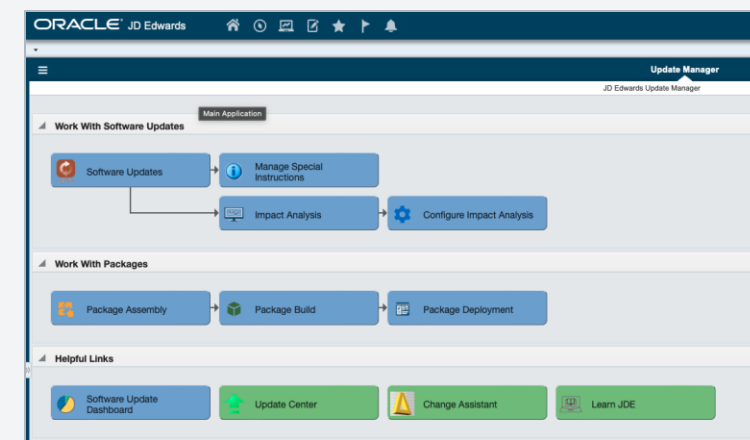 ORACLE JD Edwards
Update Manager
JD Edwards Update Manager
Main Application
Work With Software Updates
Software Updates
Manage Special
Instructions
Impact Analysis
Configure Impact Analysis
Work With Packages
Package Assembly
Package Build
Package Deployment
Helpful Links
Software Update
Dashboard
Update Center
Change Assistant
Learn JDE